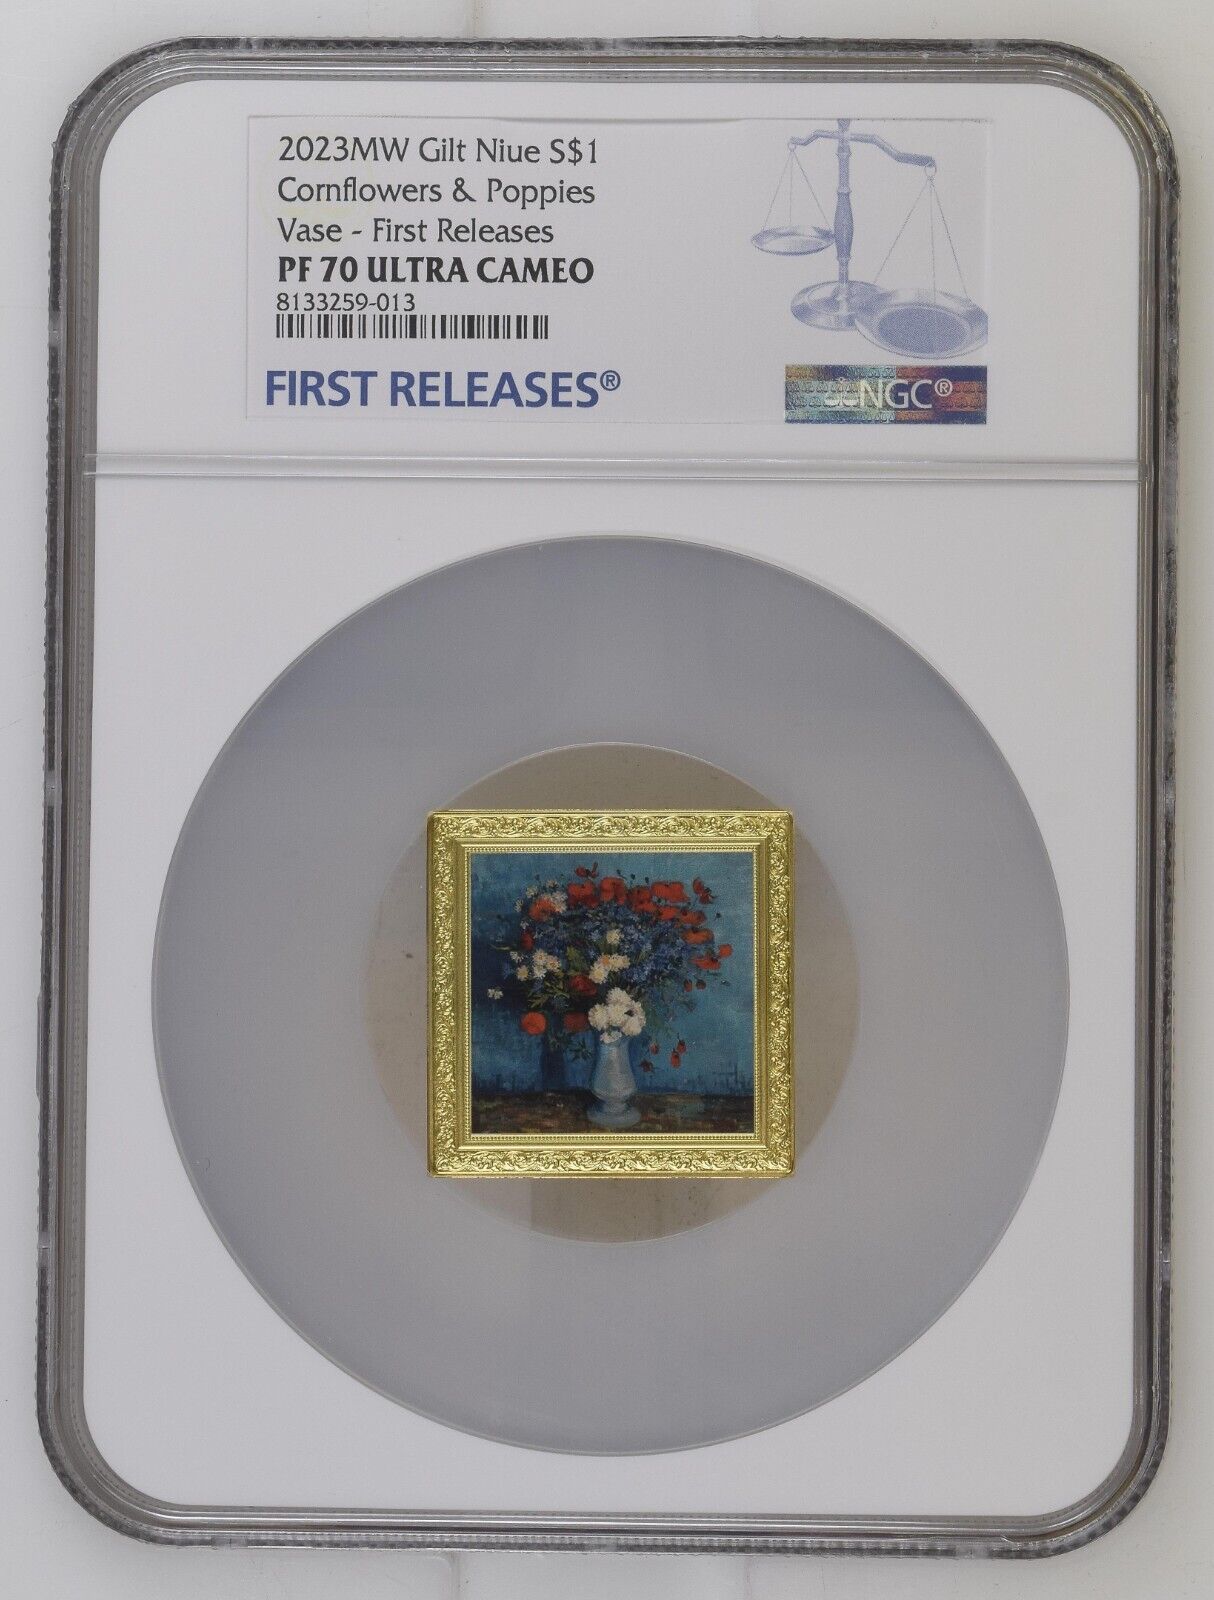 2023MW Gilt Niue S$1
Cornflowers & Poppies
Vase - First Releases
PF 70 ULTRA CAMEO
8133259-013
FIRST RELEASES®
NGC®